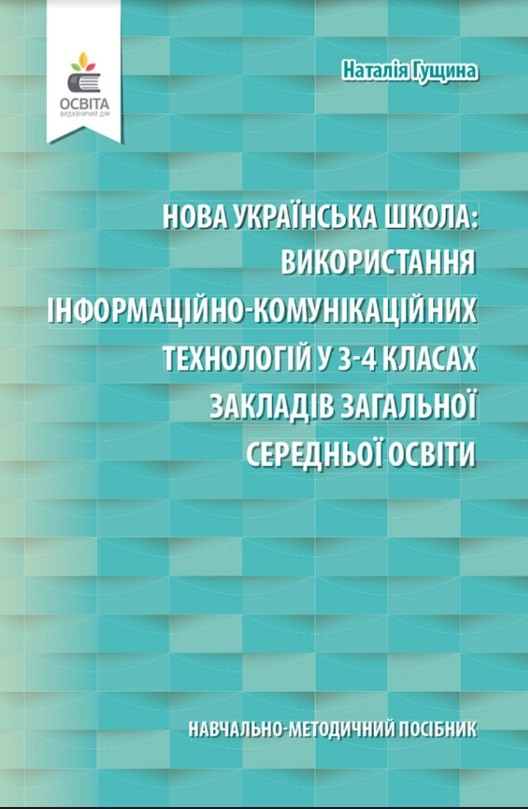 ОСВІТА
ВИДАВНИЧИЙ ДІМ
Наталія Гущина
НОВА УКРАЇНСЬКА ШКОЛА:
ВИКОРИСТАННЯ
ІНФОРМАЦІЙНО-КОМУНІКАЦІЙНИХ
ТЕХНОЛОГІЙ У 3-4 КЛАСАХ
ЗАКЛАДІВ ЗАГАЛЬНОЇ
СЕРЕДНЬОЇ ОСВІТИ
НАВЧАЛЬНО-МЕТОДИЧНИЙ ПОСІБНИК